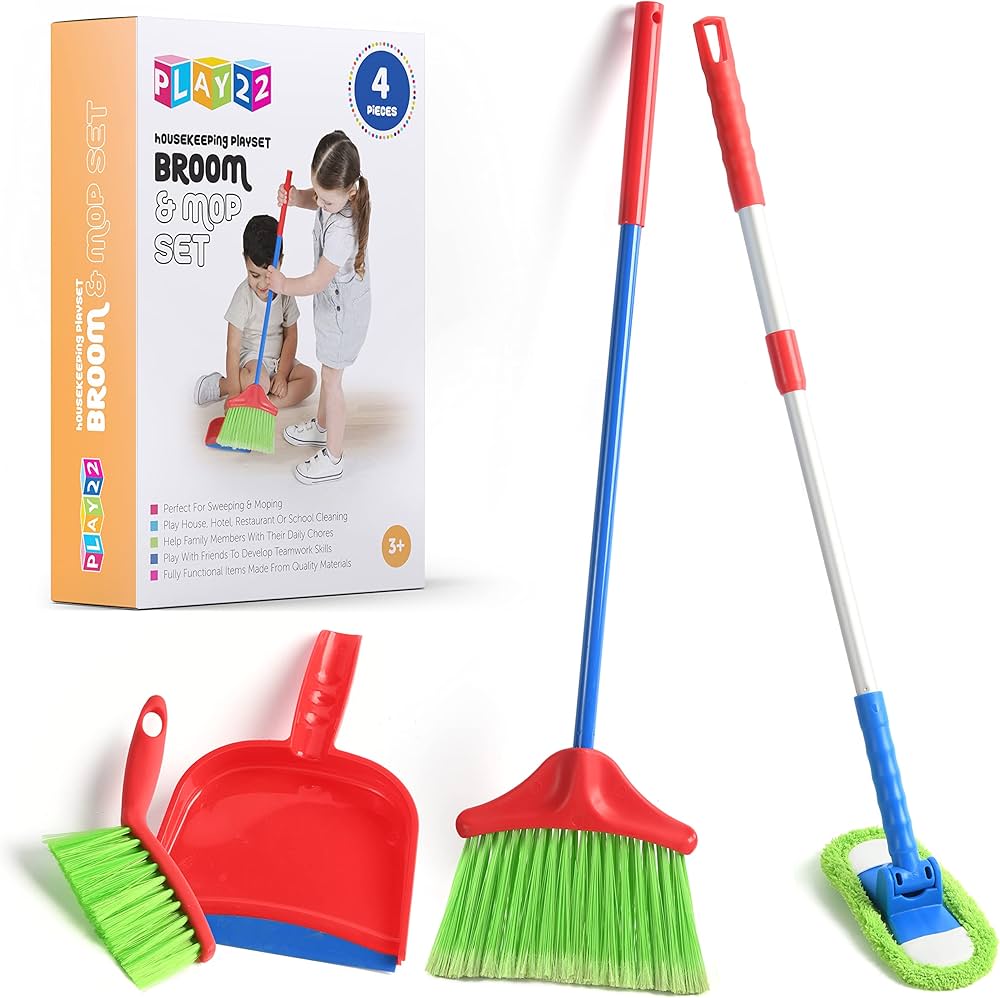 PLAY22
4
PIECES
HOUSEKEEPING PLAYSET
BROOM
& MOP
SET
Perfect For Sweeping & Moping
Play House, Hotel, Restaurant Or School Cleaning
Help Family Members With Their Daily Chores
Play With Friends To Develop Teamwork Skills
Fully Functional Items Made From Quality Materials
3+
HOUSEKEEPING PLAYSET
BROOM & MOP SET
PLAY22